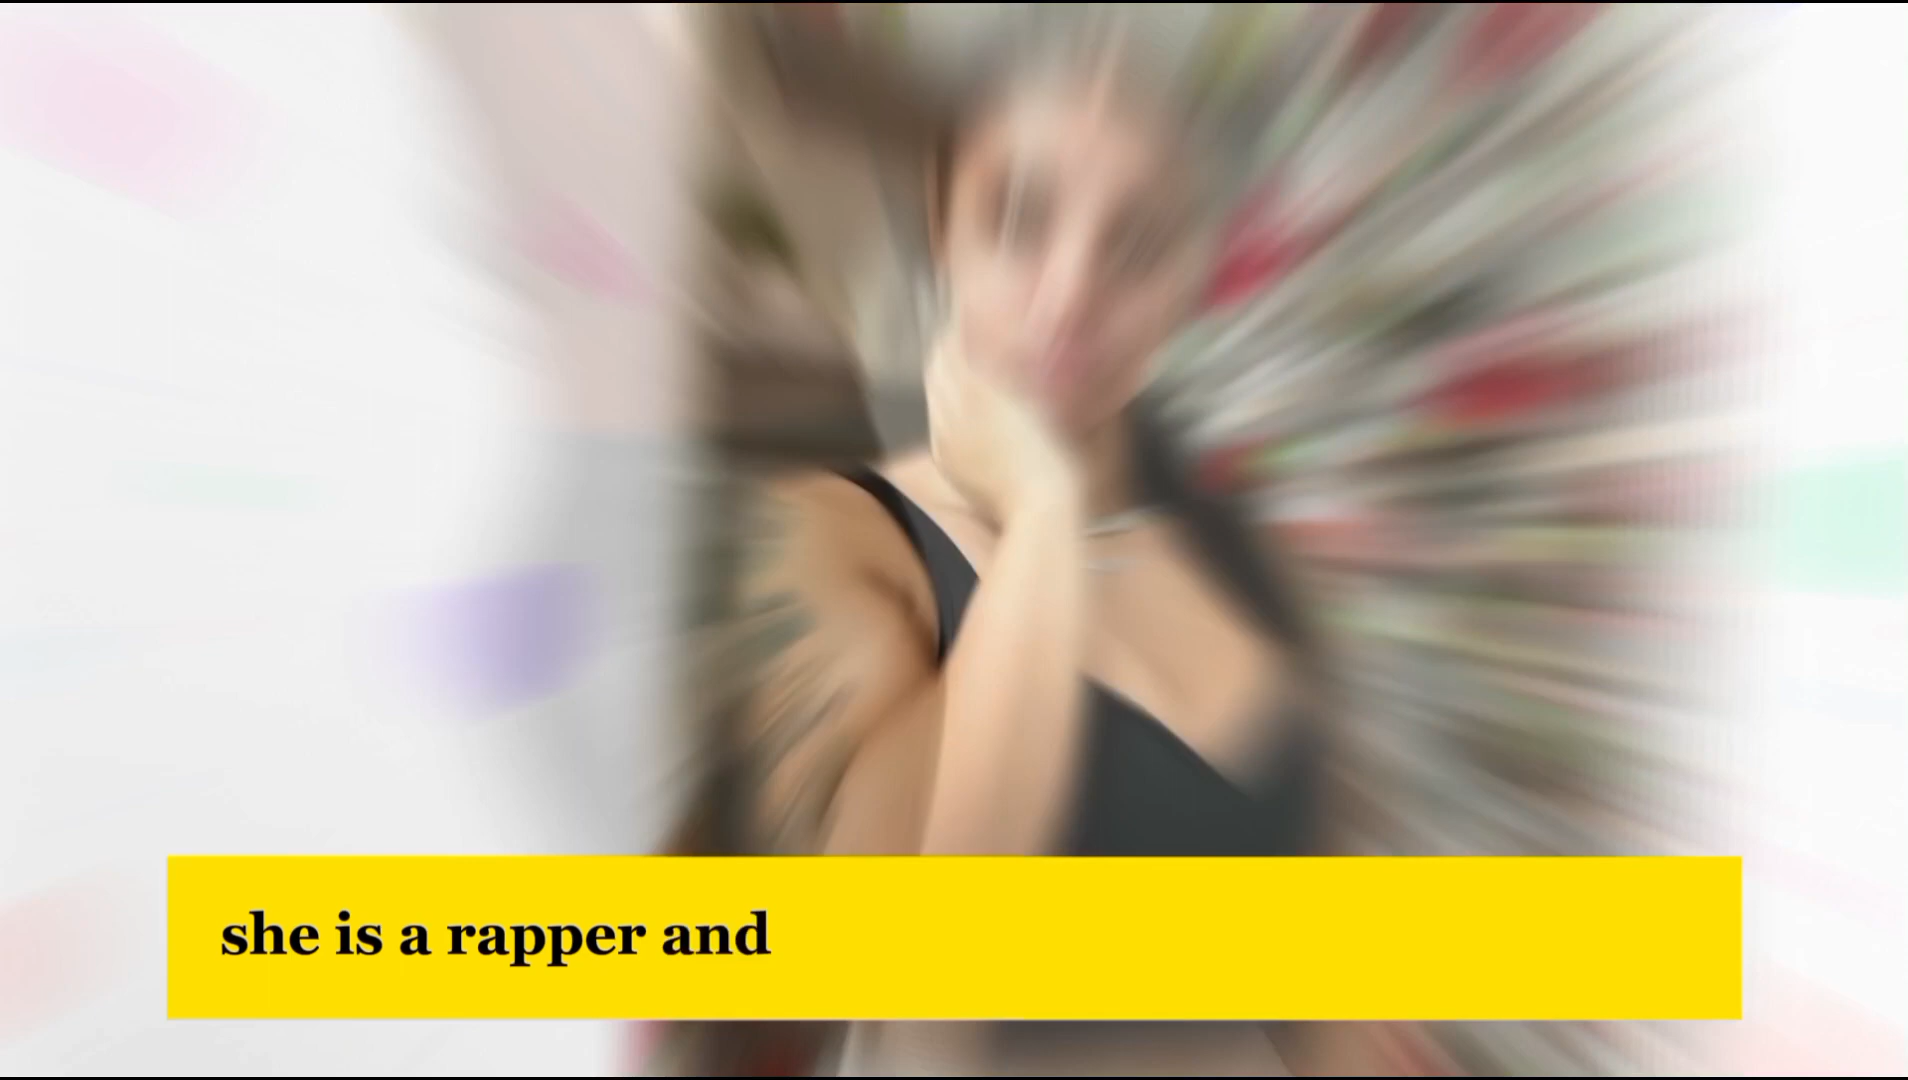 she is a rapper and